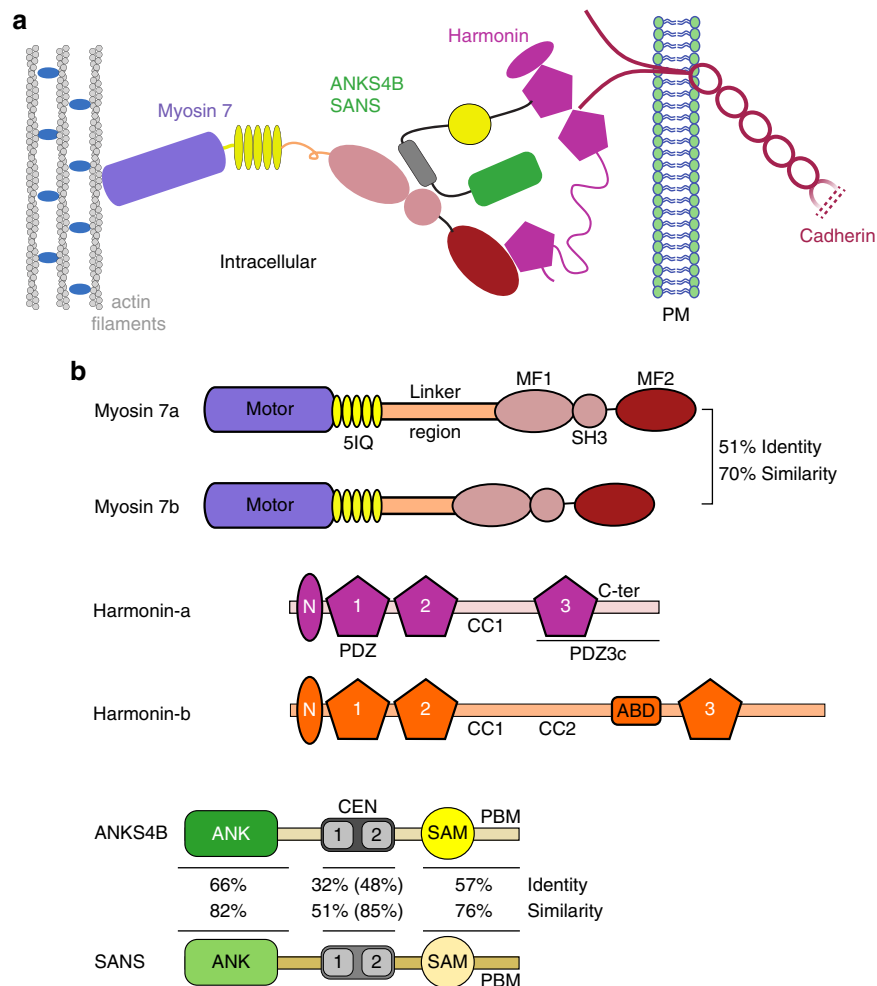 a
Harmonin
ANKS4B
SANS
Myosin 7
Cadherin
Intracellular
actin
filaments
PM
b
MF1
MF2
Linker
Myosin 7a
Motor
region
5IQ
SH3
51% Identity
70% Similarity
Myosin 7b
Motor
C-ter
Harmonin-a
N
1
2
3
CC1
PDZ
PDZ3c
Harmonin-b
N
1
2
ABD
3
CC1
CC2
CEN
PBM
ANKS4B
ANK
1
2
SAM
66%
32% (48%)
57%
Identity
82%
51% (85%)
76%
Similarity
SANS
ANK
1
2
SAM
PBM